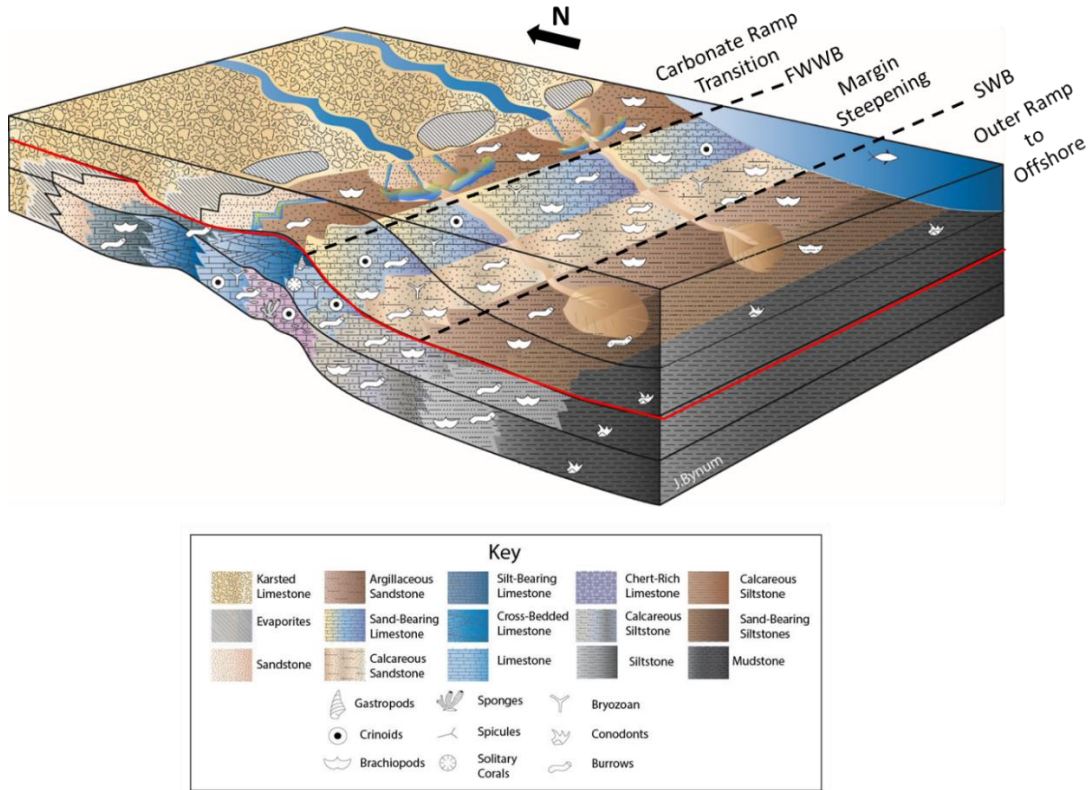 N
Carbonate Ramp
Transition
FWWB
Margin
Steepening
SWB
Outer Ramp
to
Offshore
J.Bynum
Key
Karsted
Limestone
Argillaceous
Sandstone
Silt-Bearing
Limestone
Chert-Rich
Limestone
Calcareous
Siltstone
Evaporites
Sand-Bearing
Limestone
Cross-Bedded
Limestone
Calcareous
Siltstone
Sand-Bearing
Siltstones
Sandstone
Calcareous
Sandstone
Limestone
Siltstone
Mudstone
Gastropods
Sponges
Bryozoan
Crinoids
Spicules
Conodonts
Brachiopods
Solitary
Corals
Burrows